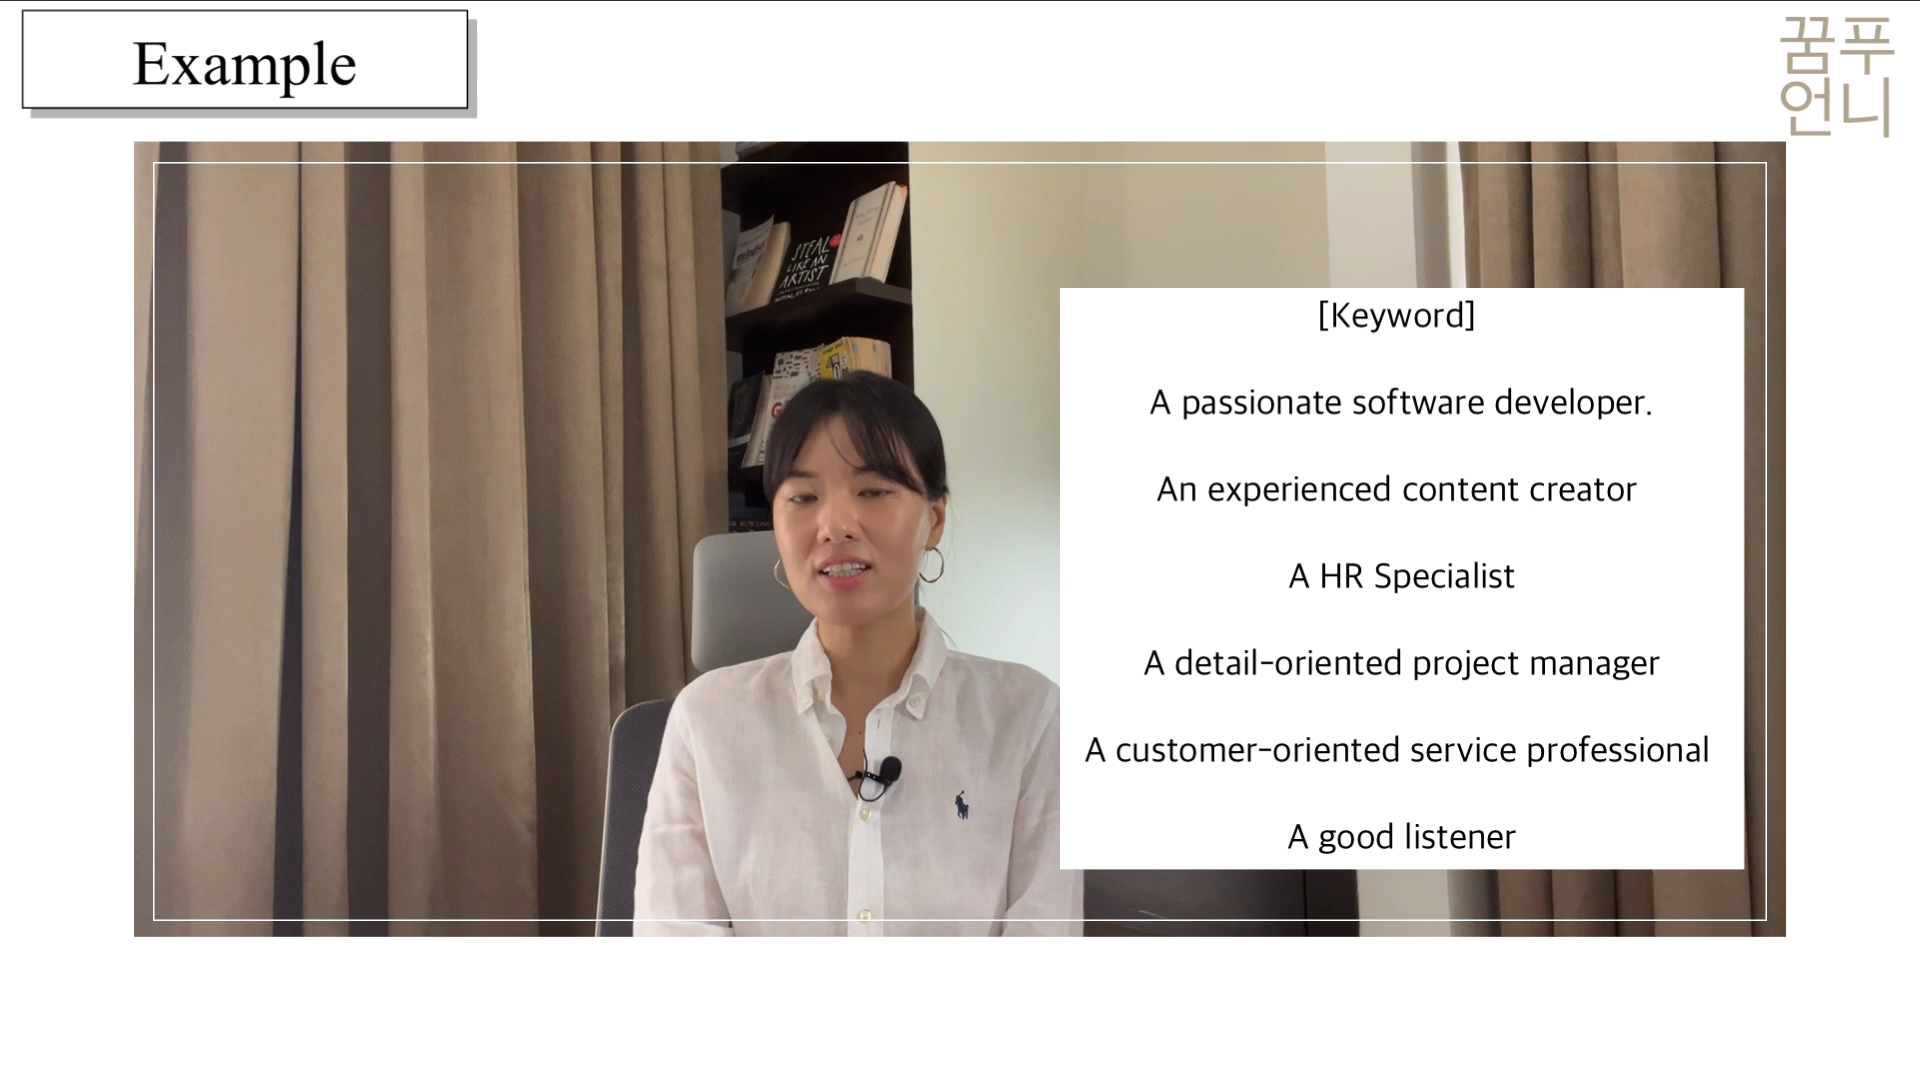 Example
꿈푸
언니
STEAL
LIKE AN
ARTIST
[Keyword]
A passionate software developer.
An experienced content creator
A HR Specialist
A detail-oriented project manager
A customer-oriented service professional
A good listener